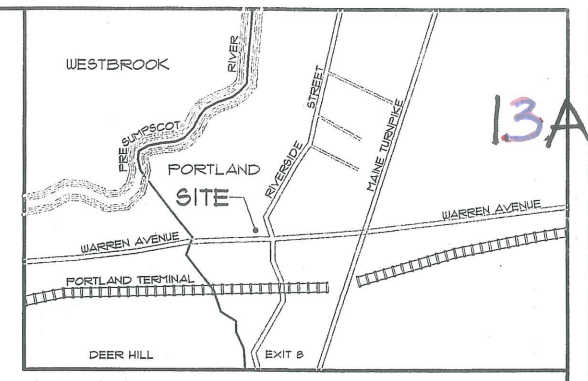 WESTBROOK
RIVER
PRESUMPSCOT
PORTLAND
SITE
RIVERSIDE STREET
MAINE TURNPIKE
13A
WARREN AVENUE
WARREN AVENUE
PORTLAND TERMINAL
DEER HILL
EXIT 8